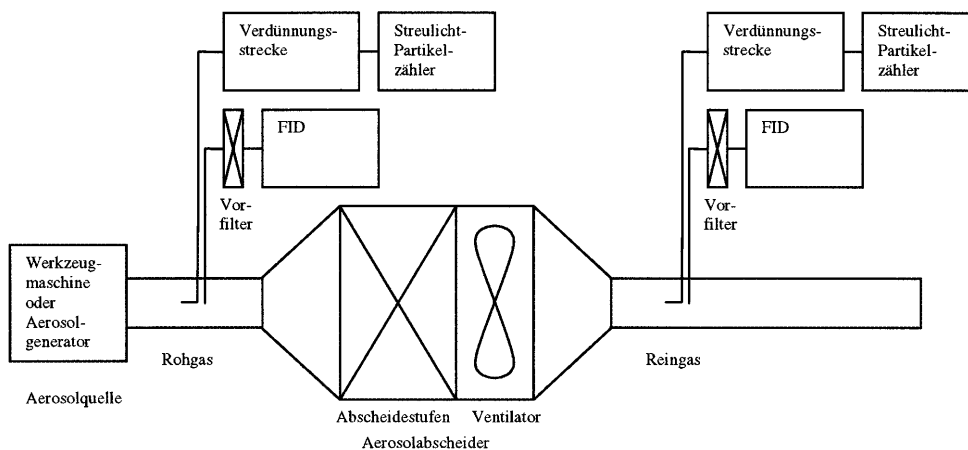 Verdünnungs-
strecke
Streulicht-
Partikel-
zähler
FID
Vor-
filter
Verdünnungs-
strecke
Streulicht-
Partikel-
zähler
FID
Vor-
filter
Werkzeug-
maschine
oder
Aerosol-
generator
Rohgas
Reingas
Aerosolquelle
Abscheidestufen
Ventilator
Aerosolabscheider